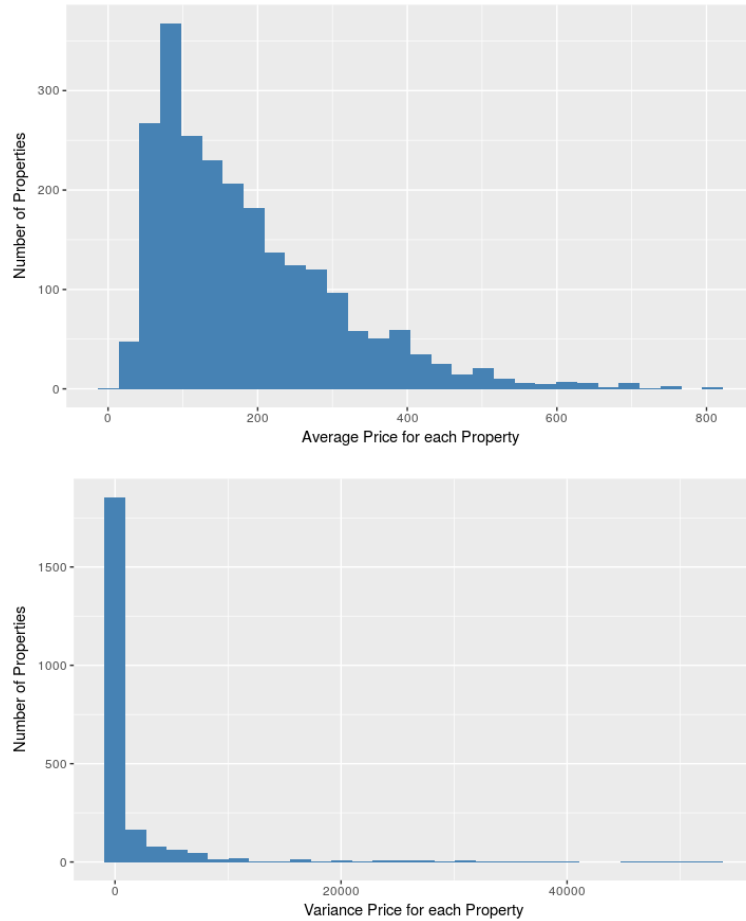 300
200
100
0
Number of Properties
0 200 400 600 800
Average Price for each Property
1500
1000
500
0
Number of Properties
0 20000 40000
Variance Price for each Property